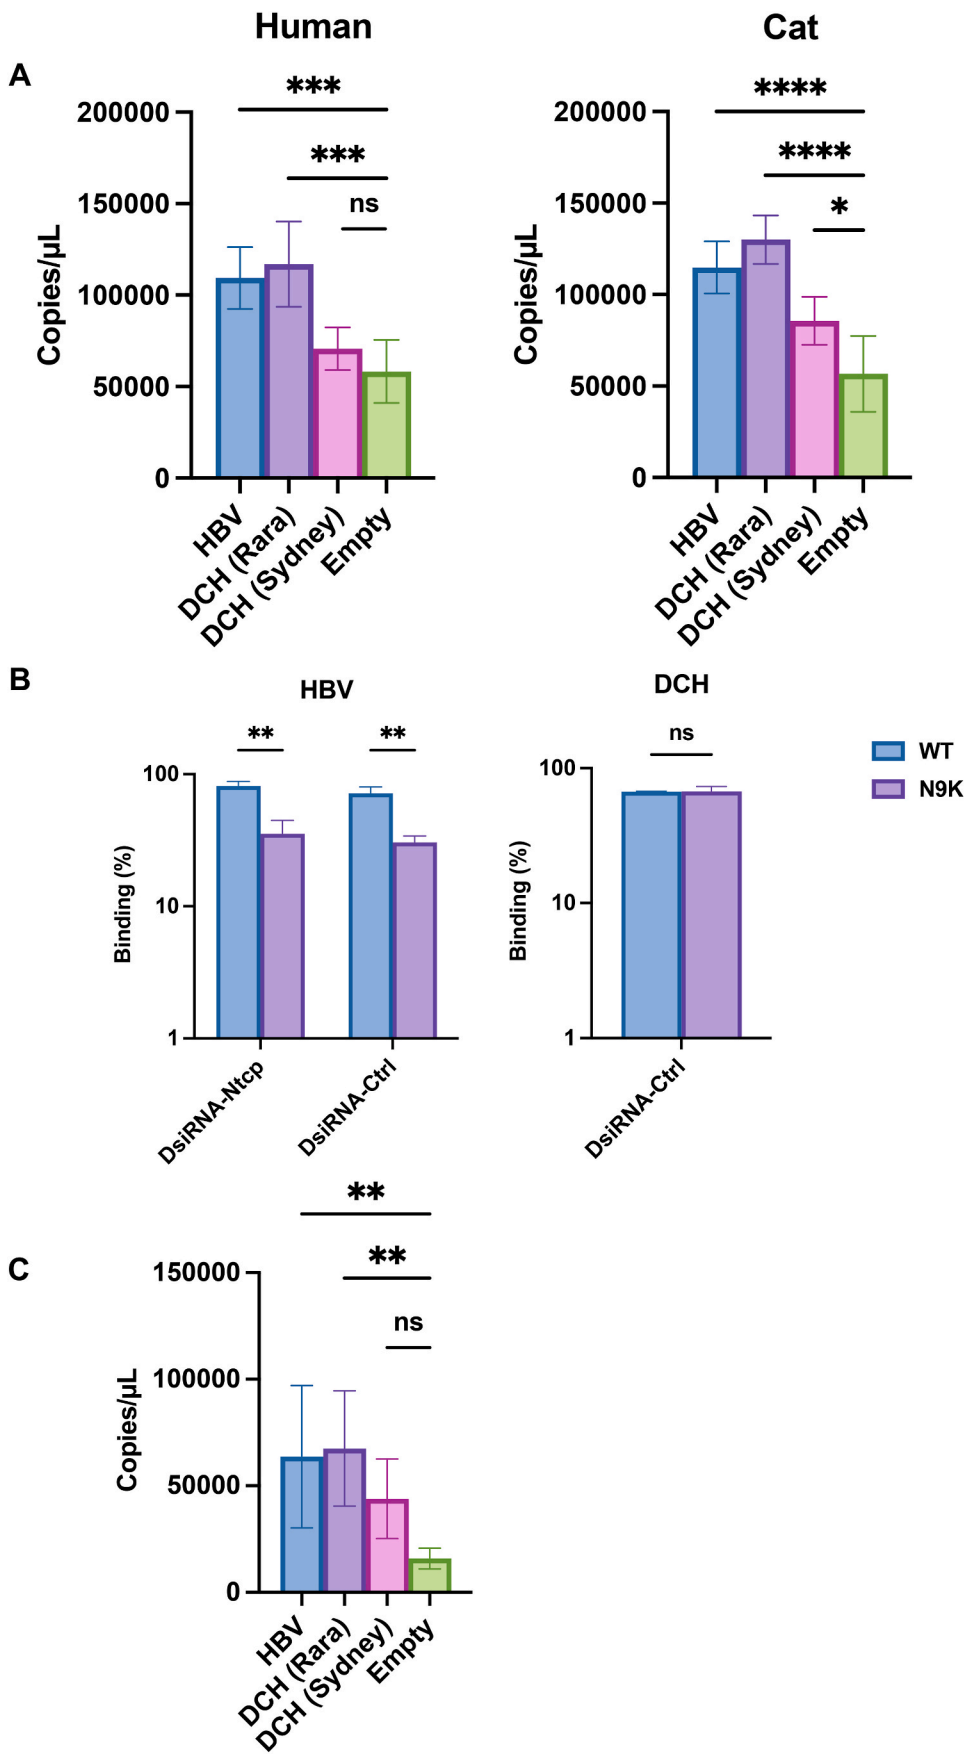 Human
Cat
A
***
***
ns
200000
150000
100000
50000
0
Copies/µL
HBV
DCH (Rara)
DCH (Sydney)
Empty
****
****
*
200000
150000
100000
50000
0
Copies/µL
HBV
DCH (Rara)
DCH (Sydney)
Empty
B
HBV
**
**
100
10
1
Binding (%)
DsiRNA-Ntcp
DsiRNA-Ctrl
DCH
ns
100
10
1
Binding (%)
DsiRNA-Ctrl
WT
N9K
C
**
**
ns
150000
100000
50000
0
Copies/µL
HBV
DCH (Rara)
DCH (Sydney)
Empty